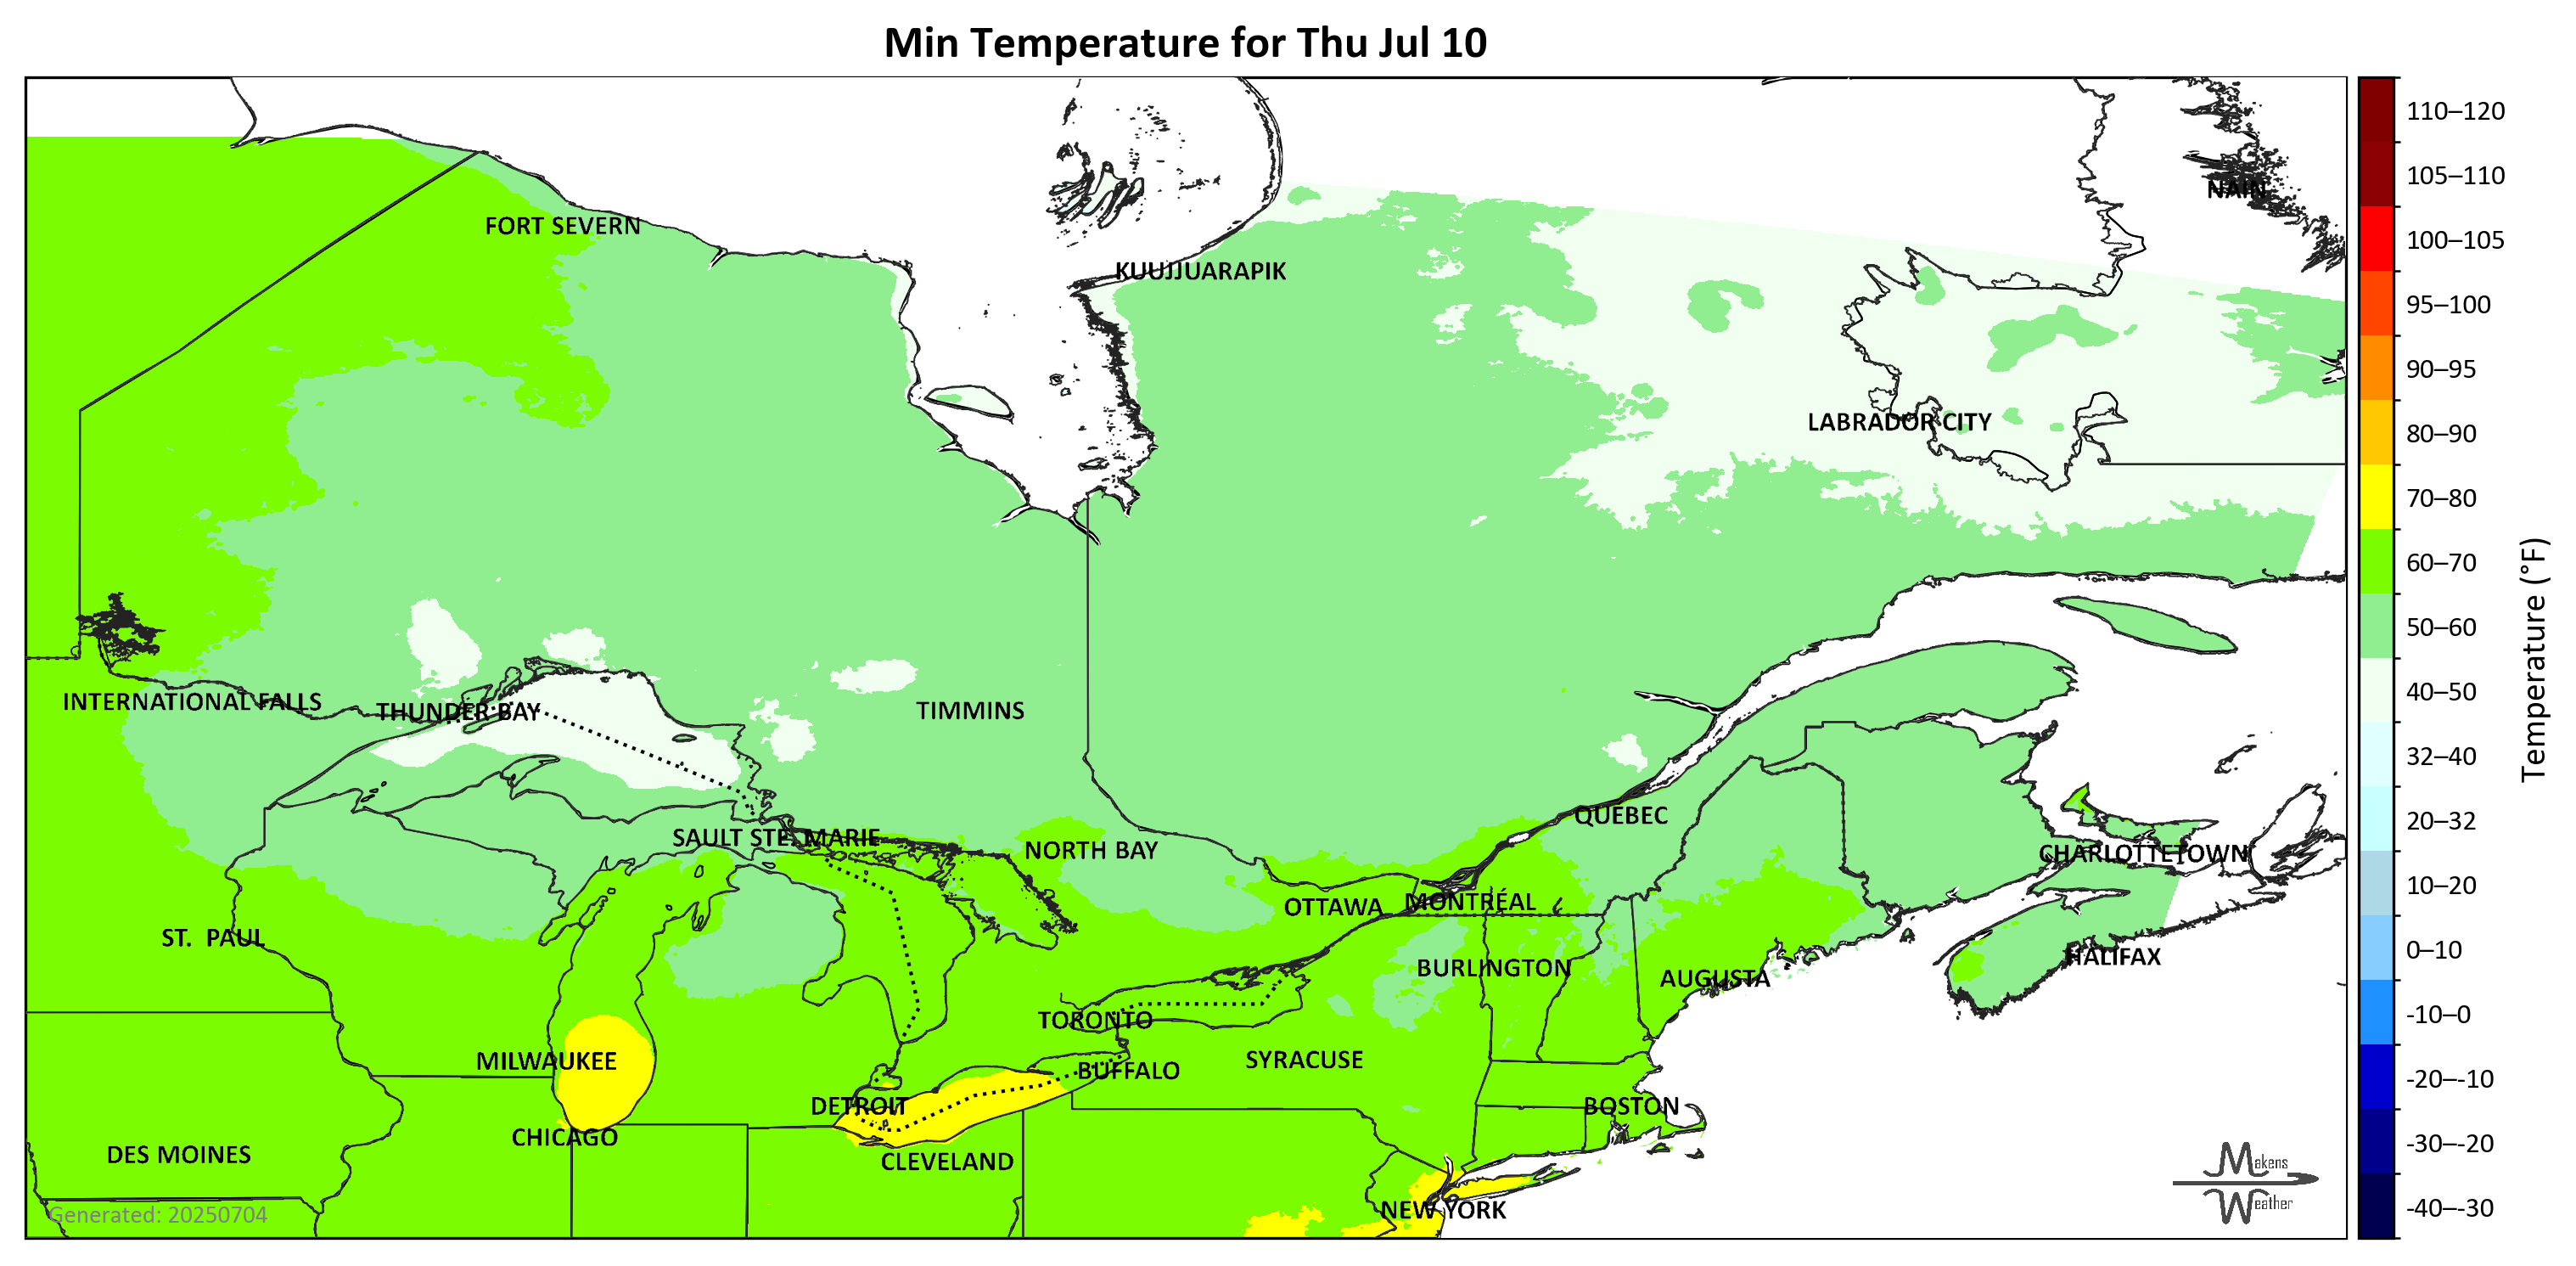 Min Temperature for Thu Jul 10
110–120
105–110
NAIN
FORT SEVERN
100–105
KUUJJUARAPIK
95–100
90–95
LABRADOR CITY
80–90
70–80
60–70
50–60
Temperature (°F)
40–50
INTERNATIONAL FALLS
THUNDER BAY
TIMMINS
32–40
QUÉBEC
20–32
SAULT STE. MARIE
NORTH BAY
CHARLOTTETOWN
10–20
OTTAWA
MONTRÉAL
ST. PAUL
0–10
HALIFAX
BURLINGTON
AUGUSTA
-10–0
TORONTO
MILWAUKEE
SYRACUSE
BUFFALO
-20–-10
DETROIT
BOSTON
CHICAGO
-30–-20
DES MOINES
CLEVELAND
Makens
Weather
NEW YORK
-40–-30
Generated: 20250704